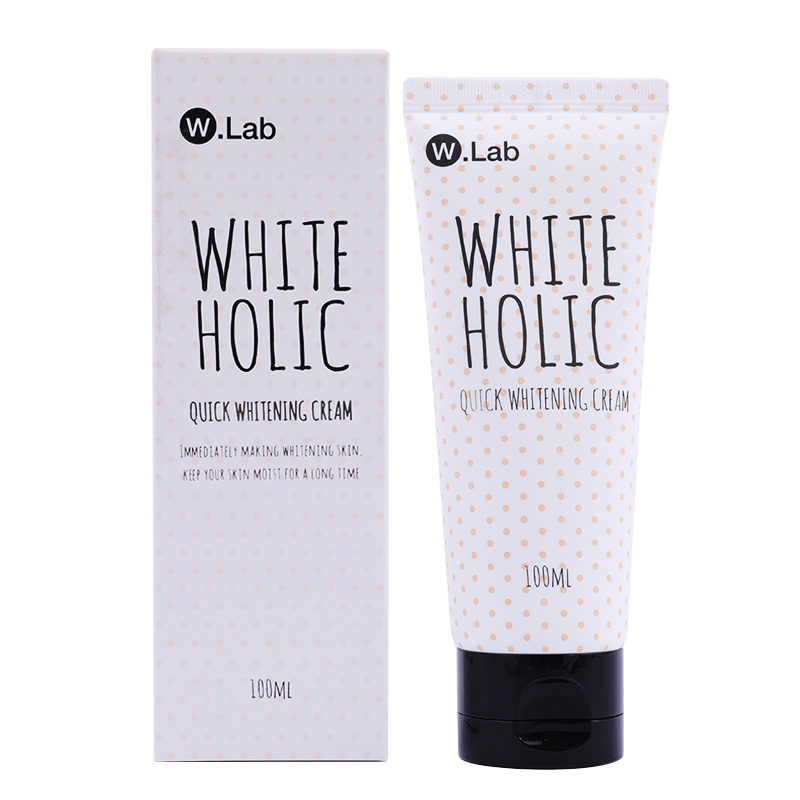 W.Lab
WHITE
HOLIC
QUICK WHITENING CREAM
IMMEDIATELY MAKING WHITENING SKIN.
KEEP YOUR SKIN MOIST FOR A LONG TIME
100ML
W.Lab
WHITE
HOLIC
QUICK WHITENING CREAM
100ML